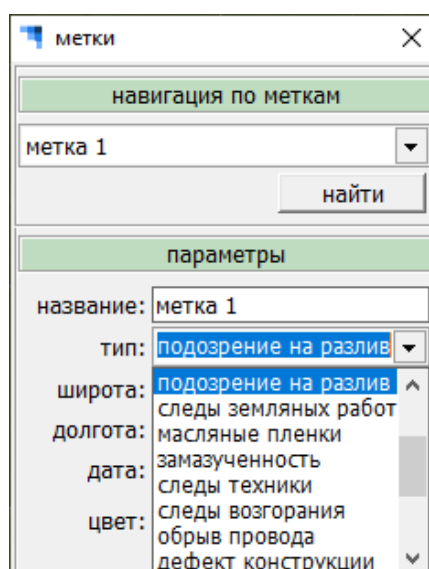 метки
навигация по меткам
метка 1
найти
параметры
название: метка 1
тип: подозрение на разлив
широта:
долгота:
дата:
цвет:
подозрение на разлив
следы земляных работ
масляные пленки
замазученность
следы техники
следы возгорания
обрыв провода
дефект конструкции